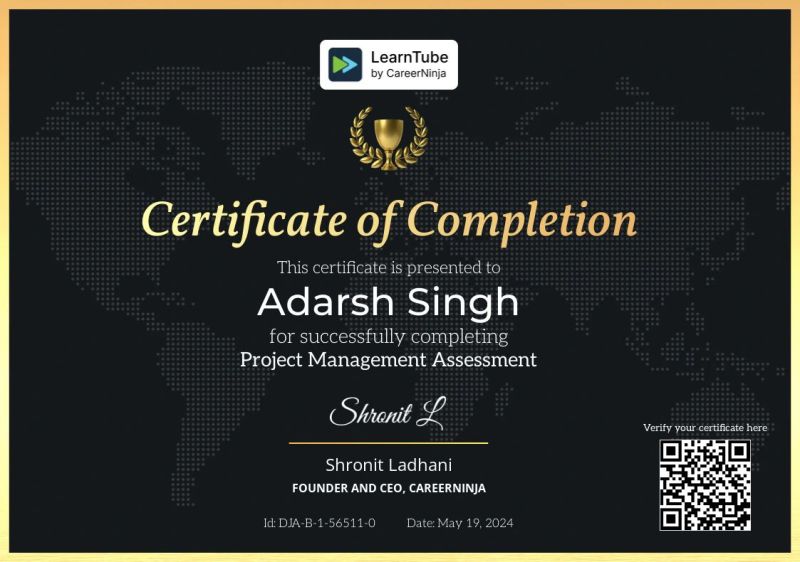 LearnTube
by CareerNinja
Certificate of Completion
This certificate is presented to
Adarsh Singh
for successfully completing
Project Management Assessment
Shronit L
Shronit Ladhani
FOUNDER AND CEO, CAREERNINJA
Verify your certificate here
Id: DJA-B-1-56511-0 Date: May 19, 2024